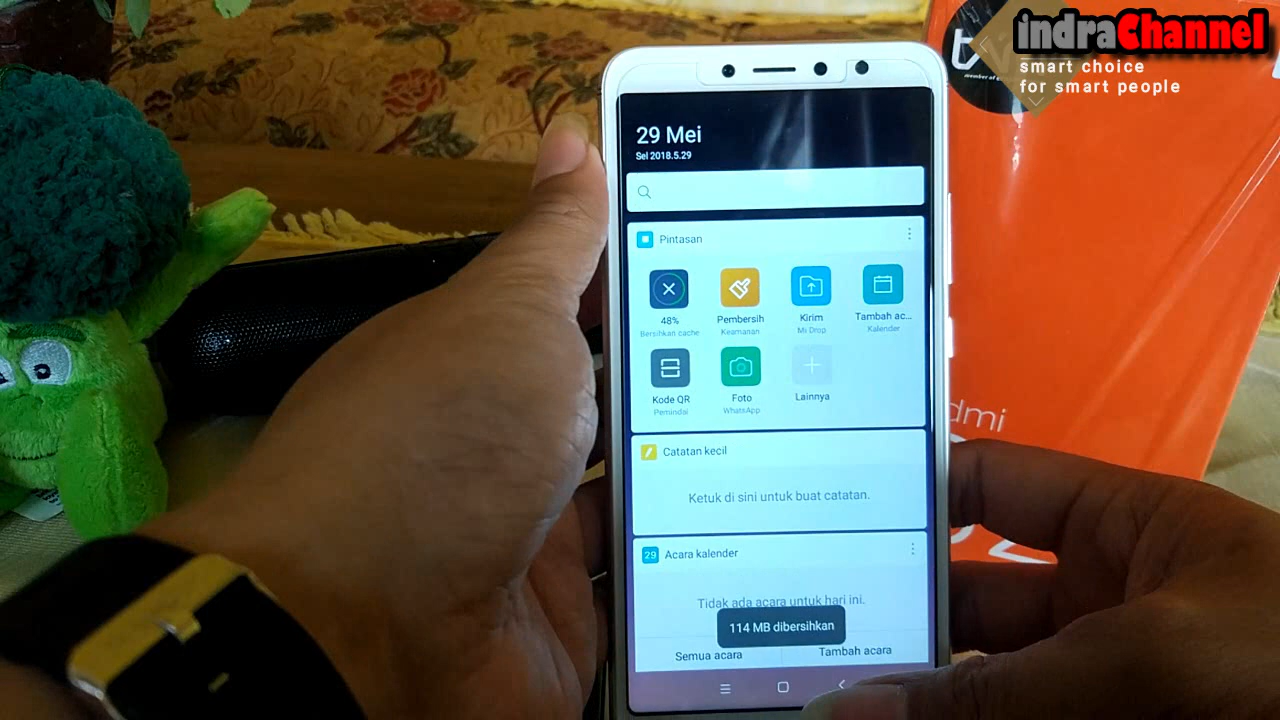 indraChannel
smart choice
for smart people
29 Mei
Sel 2018.5.29
Pintasan
48%
Bersihkan cache
Pembersih
Keamanan
Kirim
Mi Drop
Tambah ac...
Kalender
Kode QR
Pemindai
Foto
WhatsApp
Lainnya
Catatan kecil
Ketuk di sini untuk buat catatan.
29
Acara kalender
Tidak ada acara untuk hari ini.
114 MB dibersihkan
Semua acara
Tambah acara
dmi